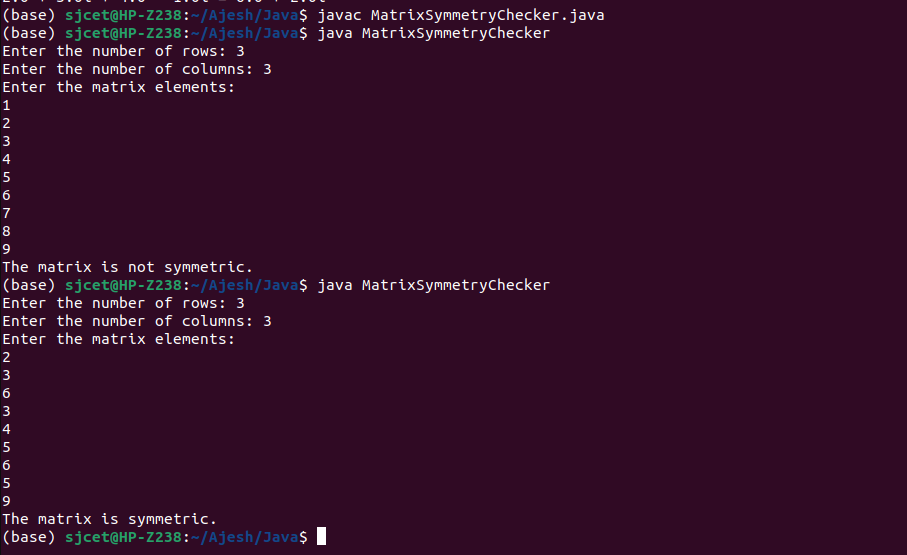 (base) sjcet@HP-Z238:~/Ajesh/Java$ javac MatrixSymmetryChecker.java
(base) sjcet@HP-Z238:~/Ajesh/Java$ java MatrixSymmetryChecker
Enter the number of rows: 3
Enter the number of columns: 3
Enter the matrix elements:
1
2
3
4
5
6
7
8
9
The matrix is not symmetric.
(base) sjcet@HP-Z238:~/Ajesh/Java$ java MatrixSymmetryChecker
Enter the number of rows: 3
Enter the number of columns: 3
Enter the matrix elements:
2
3
6
3
4
5
6
5
9
The matrix is symmetric.
(base) sjcet@HP-Z238:~/Ajesh/Java$